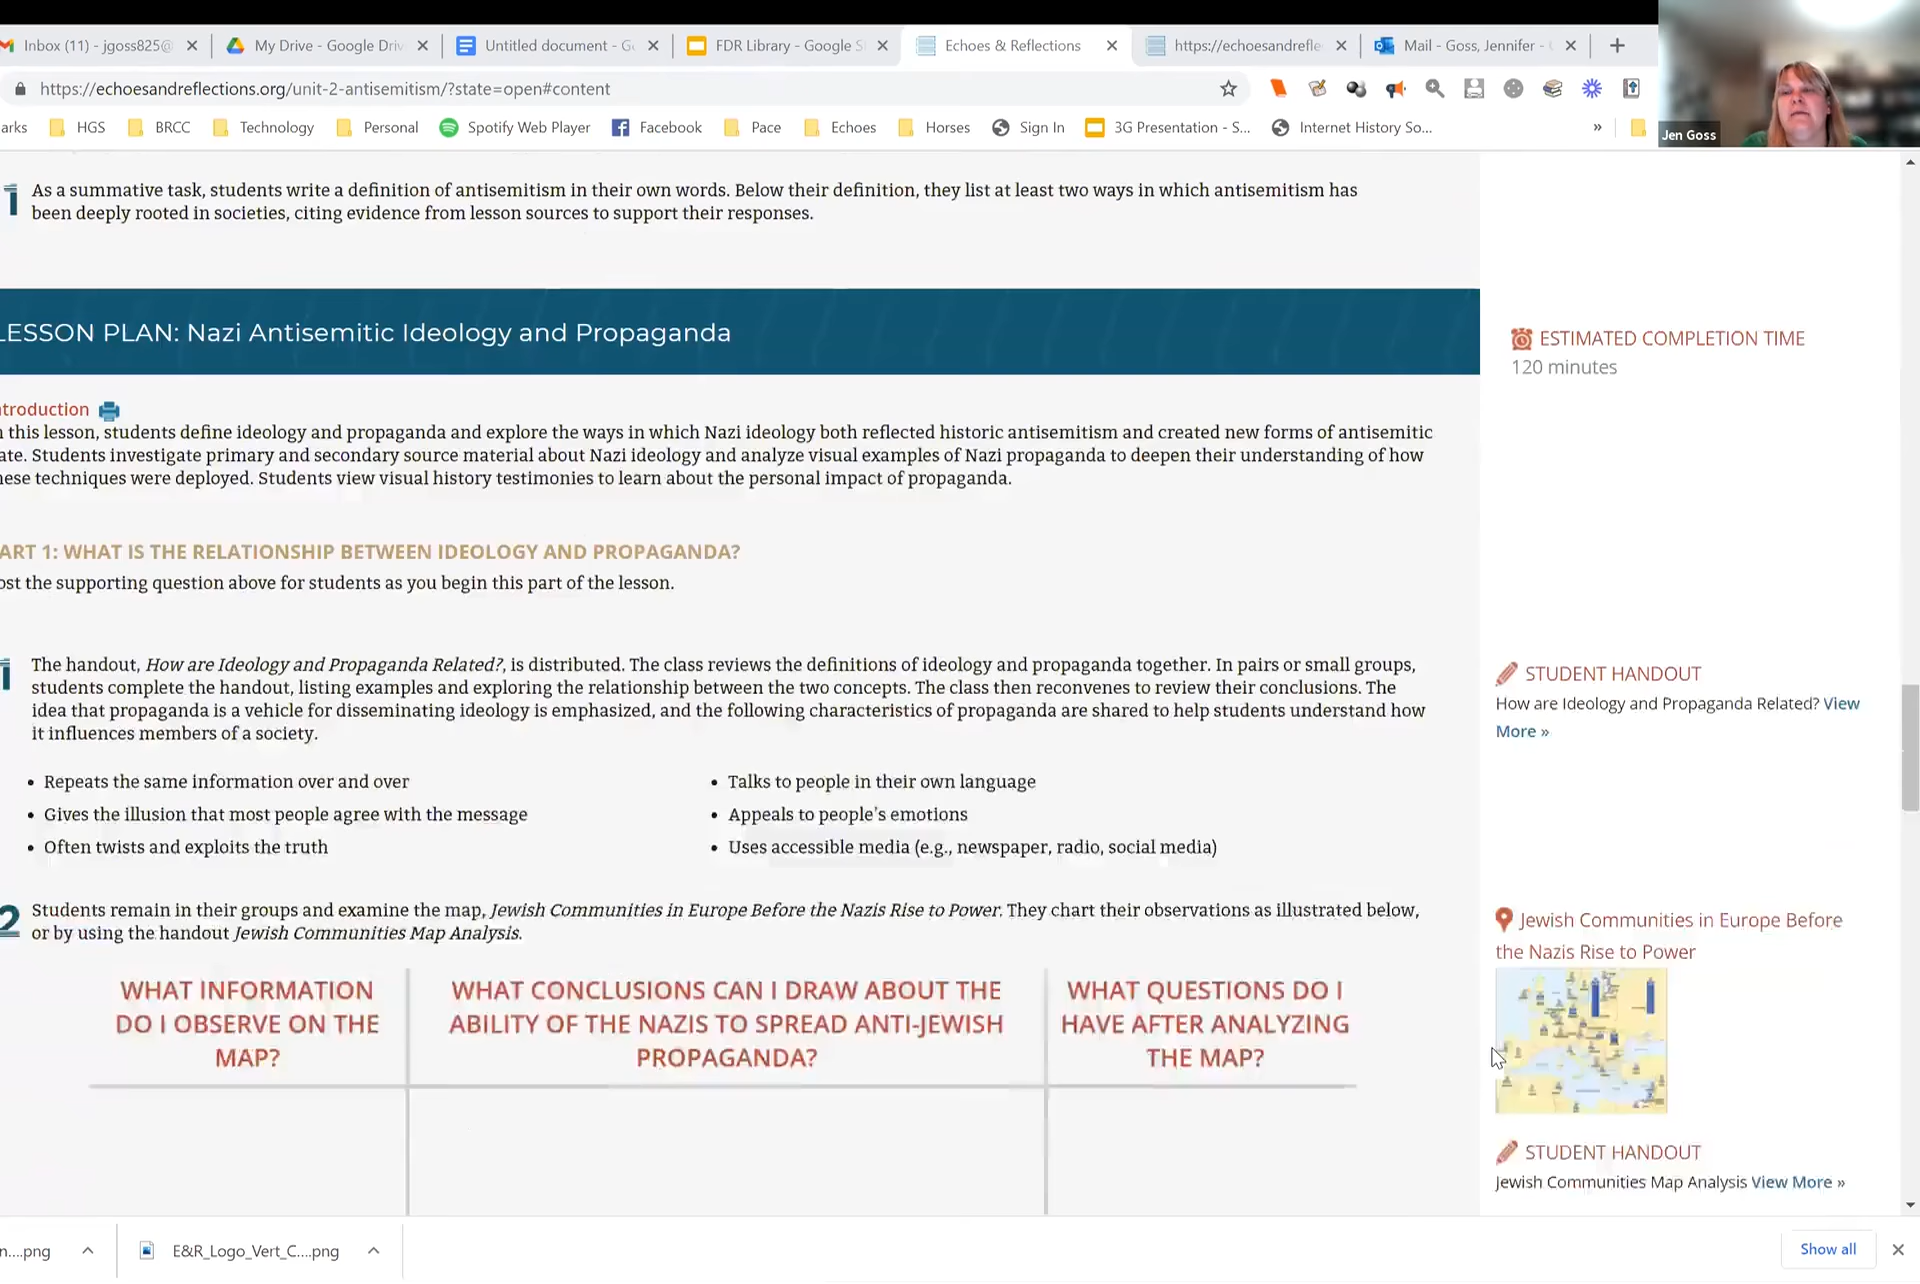 Inbox (11) - jgoss825@
My Drive - Google Driv
Untitled document - G
FDR Library - Google S
Echoes & Reflections
https://echoesandrefle
Mail - Goss, Jennifer -
https://echoesandreflections.org/unit-2-antisemitism/?state=open#content
arks
HGS
BRCC
Technology
Personal
Spotify Web Player
Facebook
Pace
Echoes
Horses
Sign In
3G Presentation - S...
Internet History So...
»
Jen Goss
1
As a summative task, students write a definition of antisemitism in their own words. Below their definition, they list at least two ways in which antisemitism has
been deeply rooted in societies, citing evidence from lesson sources to support their responses.
LESSON PLAN: Nazi Antisemitic Ideology and Propaganda
ESTIMATED COMPLETION TIME
120 minutes
ntroduction
n this lesson, students define ideology and propaganda and explore the ways in which Nazi ideology both reflected historic antisemitism and created new forms of antisemitic
ate. Students investigate primary and secondary source material about Nazi ideology and analyze visual examples of Nazi propaganda to deepen their understanding of how
hese techniques were deployed. Students view visual history testimonies to learn about the personal impact of propaganda.
ART 1: WHAT IS THE RELATIONSHIP BETWEEN IDEOLOGY AND PROPAGANDA?
ost the supporting question above for students as you begin this part of the lesson.
1
The handout, How are Ideology and Propaganda Related?, is distributed. The class reviews the definitions of ideology and propaganda together. In pairs or small groups,
students complete the handout, listing examples and exploring the relationship between the two concepts. The class then reconvenes to review their conclusions. The
idea that propaganda is a vehicle for disseminating ideology is emphasized, and the following characteristics of propaganda are shared to help students understand how
it influences members of a society.
STUDENT HANDOUT
How are Ideology and Propaganda Related? View
More »
• Repeats the same information over and over
• Gives the illusion that most people agree with the message
• Often twists and exploits the truth
• Talks to people in their own language
• Appeals to people's emotions
• Uses accessible media (e.g., newspaper, radio, social media)
2
Students remain in their groups and examine the map, Jewish Communities in Europe Before the Nazis Rise to Power. They chart their observations as illustrated below,
or by using the handout Jewish Communities Map Analysis.
Jewish Communities in Europe Before
the Nazis Rise to Power
WHAT INFORMATION
DO I OBSERVE ON THE
MAP?
WHAT CONCLUSIONS CAN I DRAW ABOUT THE
ABILITY OF THE NAZIS TO SPREAD ANTI-JEWISH
PROPAGANDA?
WHAT QUESTIONS DO I
HAVE AFTER ANALYZING
THE MAP?
STUDENT HANDOUT
Jewish Communities Map Analysis View More »
n....png
E&R_Logo_Vert_C....png
Show all